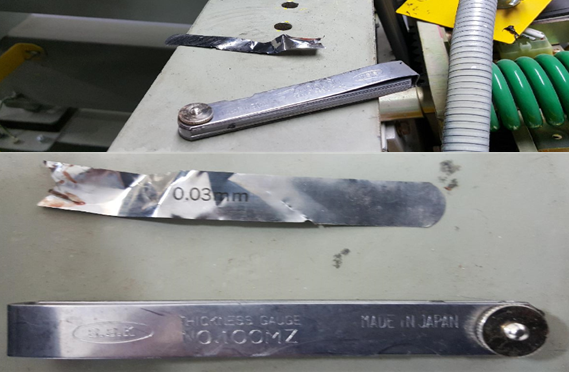 0.03mm
THICKNESS GAUGE
NO.100MZ
MADE IN JAPAN